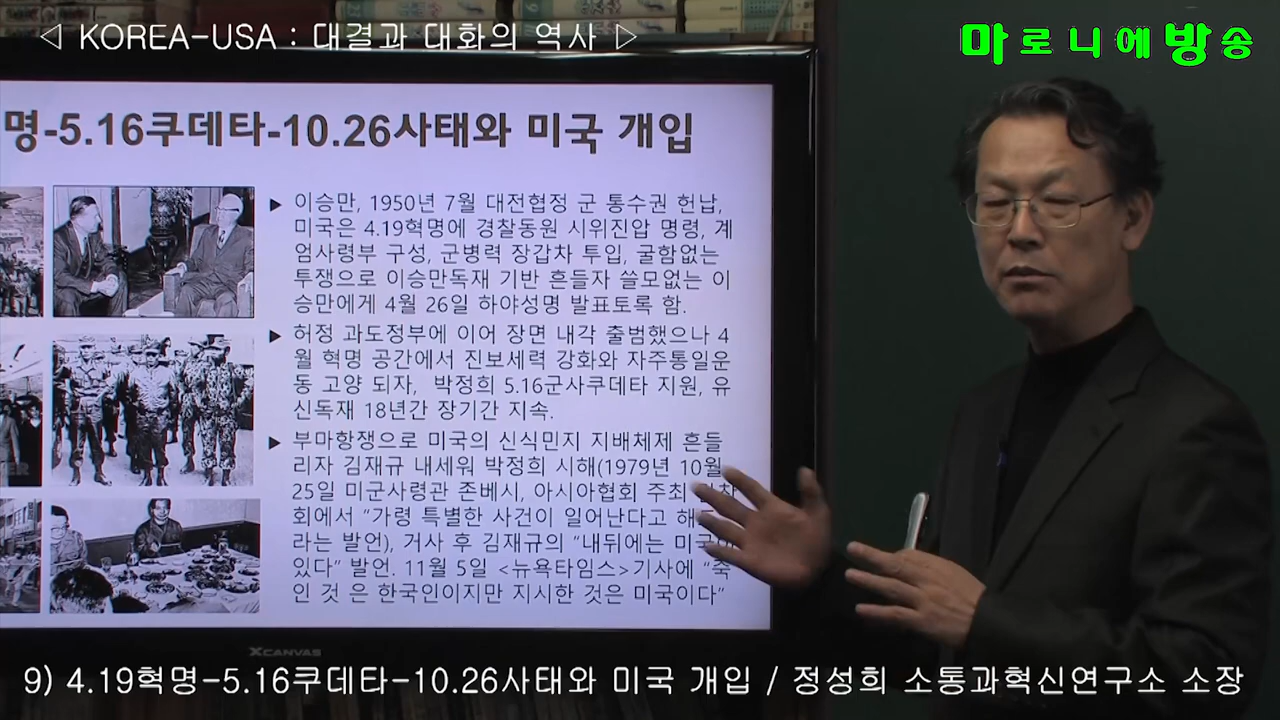 ◁ KOREA-USA : 대결과 대화의 역사 ▷
마로니에방송
명-5.16쿠데타-10.26사태와 미국 개입
▶ 이승만, 1950년 7월 대전협정 군 통수권 헌납,
미국은 4.19혁명에 경찰동원 시위진압 명령, 계
엄사령부 구성, 군병력 장갑차 투입, 굴함없는
투쟁으로 이승만독재 기반 흔들자 쓸모없는 이
승만에게 4월 26일 하야성명 발표토록 함.
▶ 허정 과도정부에 이어 장면 내각 출범했으나 4
월 혁명 공간에서 진보세력 강화와 자주통일운
동 고양 되자, 박정희 5.16군사쿠데타 지원, 유
신독재 18년간 장기간 지속.
▶ 부마항쟁으로 미국의 신식민지 지배체제 흔들
리자 김재규 내세워 박정희 시해(1979년 10월
25일 미군사령관 존베시, 아시아협회 주최
회에서 "가령 특별한 사건이 일어난다고 해
라는 발언), 거사 후 김재규의 "내뒤에는 미국이
있다" 발언. 11월 5일 <뉴욕타임스>기사에 "죽
인 것 은 한국인이지만 지시한 것은 미국이다"
XCANVAS
9) 4.19혁명-5.16쿠데타-10.26사태와 미국 개입 / 정성희 소통과혁신연구소 소장